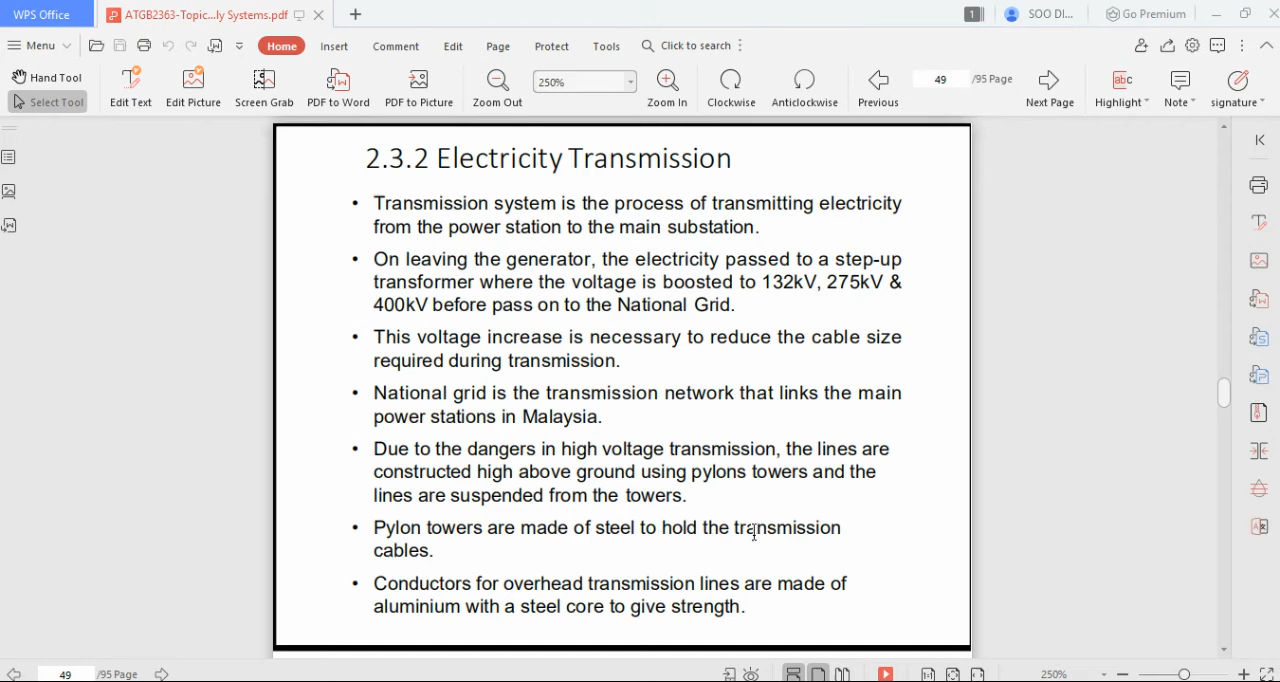 WPS Office
ATGB2363-Topic...ly Systems.pdf
1
SOO DI...
Go Premium
Menu
Home
Insert
Comment
Edit
Page
Protect
Tools
Click to search
Hand Tool
Select Tool
Edit Text
Edit Picture
Screen Grab
PDF to Word
PDF to Picture
Zoom Out
250%
Zoom In
Clockwise
Anticlockwise
Previous
49 /95 Page
Next Page
abc
Highlight
Note
signature
2.3.2 Electricity Transmission
• Transmission system is the process of transmitting electricity
from the power station to the main substation.
• On leaving the generator, the electricity passed to a step-up
transformer where the voltage is boosted to 132kV, 275kV &
400kV before pass on to the National Grid.
• This voltage increase is necessary to reduce the cable size
required during transmission.
• National grid is the transmission network that links the main
power stations in Malaysia.
• Due to the dangers in high voltage transmission, the lines are
constructed high above ground using pylons towers and the
lines are suspended from the towers.
• Pylon towers are made of steel to hold the transmission
cables.
• Conductors for overhead transmission lines are made of
aluminium with a steel core to give strength.
49 /95 Page
250%